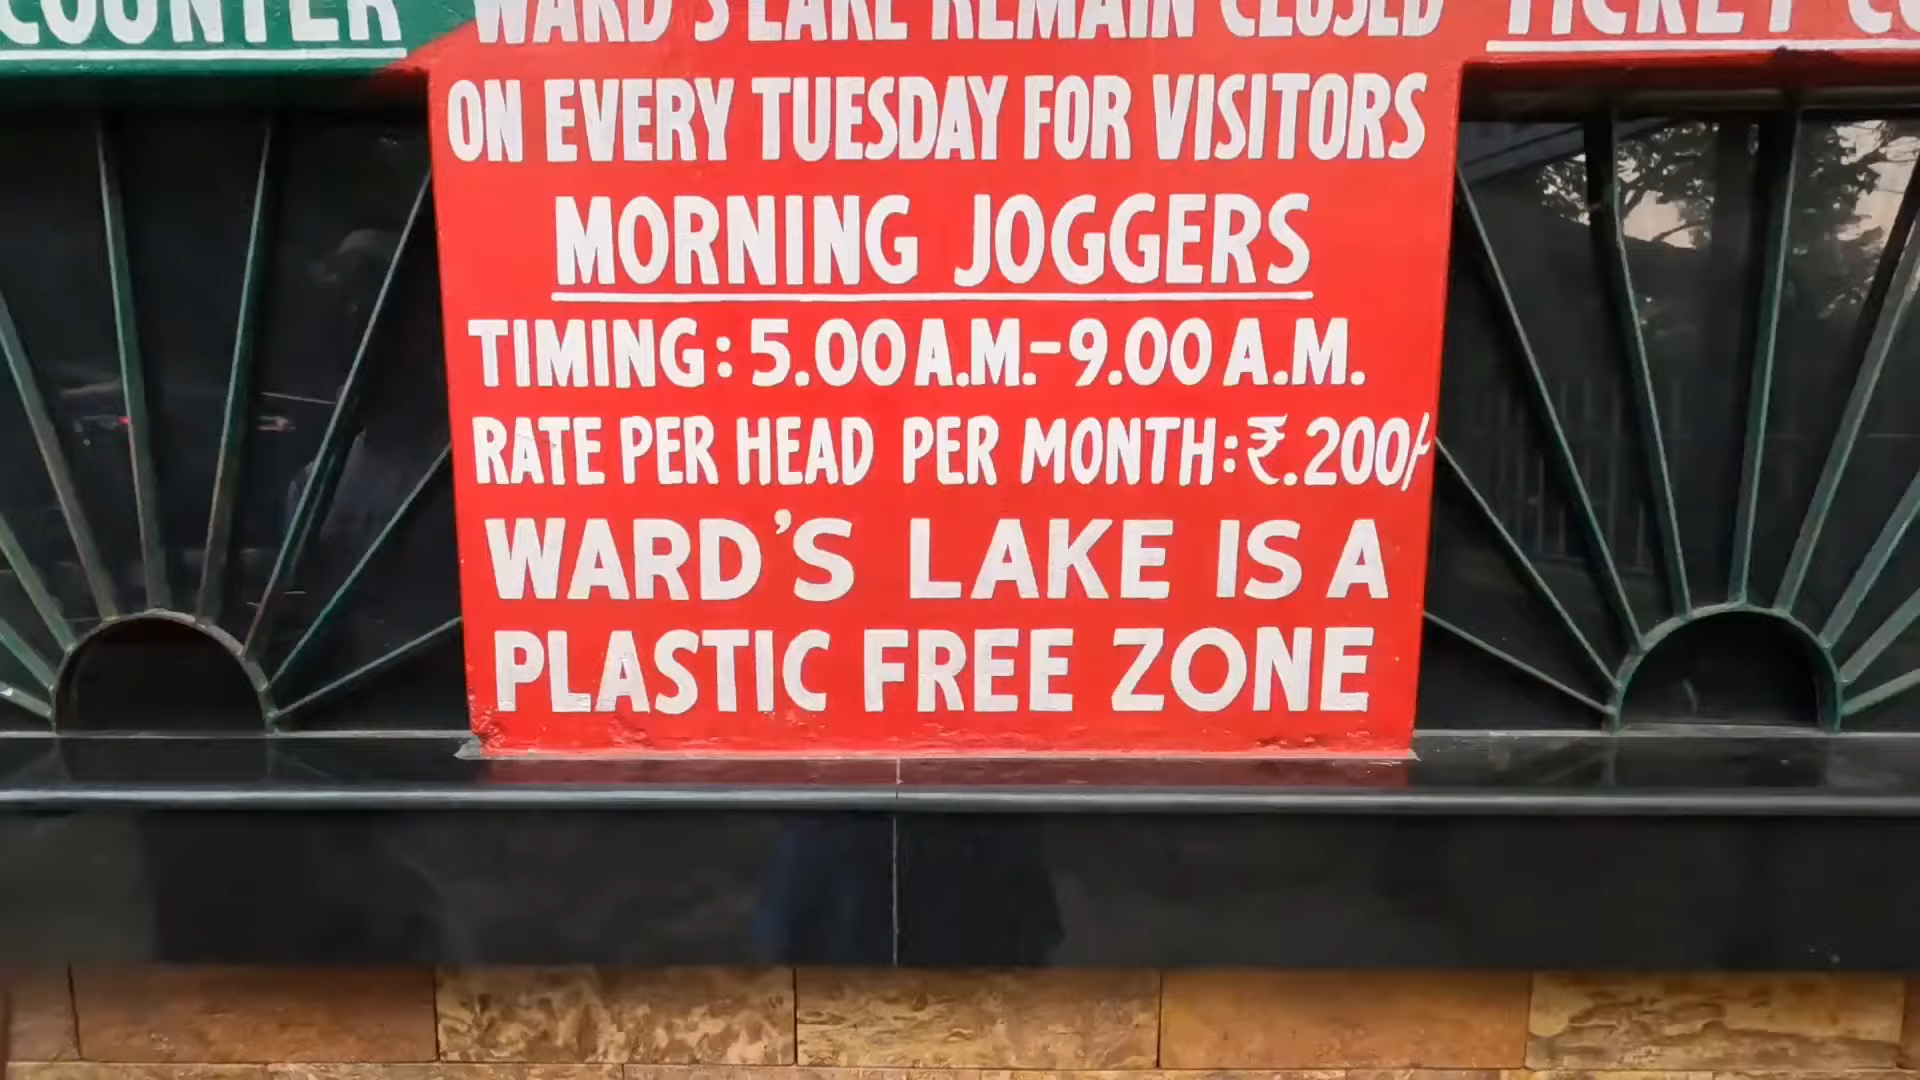 COUNTER
WARD'S LAKE REMAIN CLOSED
TICKET
ON EVERY TUESDAY FOR VISITORS
MORNING JOGGERS
TIMING: 5.00 A.M.-9.00 A.M.
RATE PER HEAD PER MONTH:₹.200/-
WARD'S LAKE IS A
PLASTIC FREE ZONE